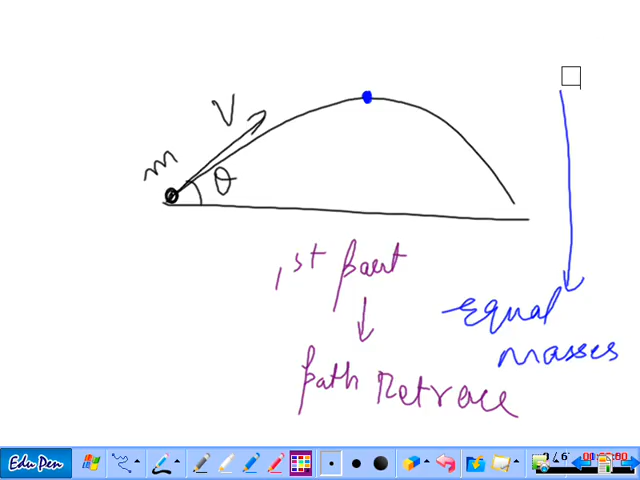 V
m
θ
1st part
path Retrace
Equal
masses
Edu Pen